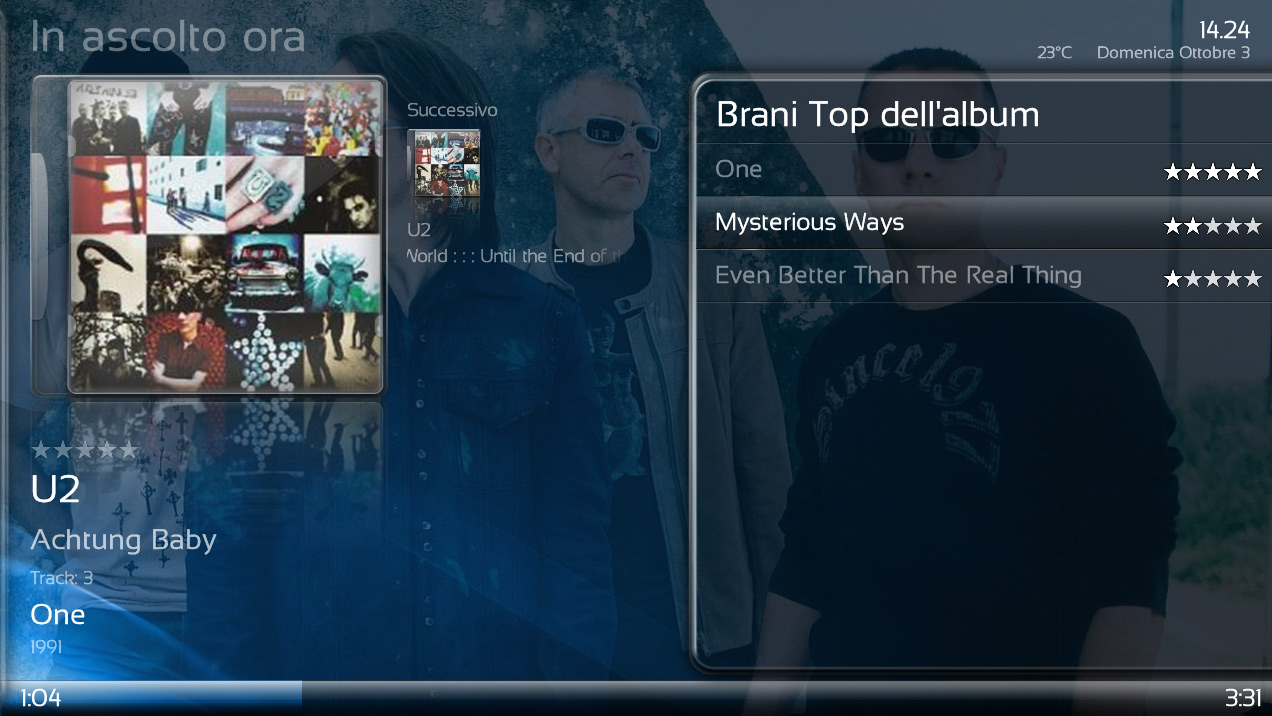 In ascolto ora
14.24
23°C Domenica Ottobre 3
Successivo
U2
World : : : Until the End of
Brani Top dell'album
One
Mysterious Ways
Even Better Than The Real Thing
U2
Achtung Baby
Track: 3
One
1991
1:04
3:31